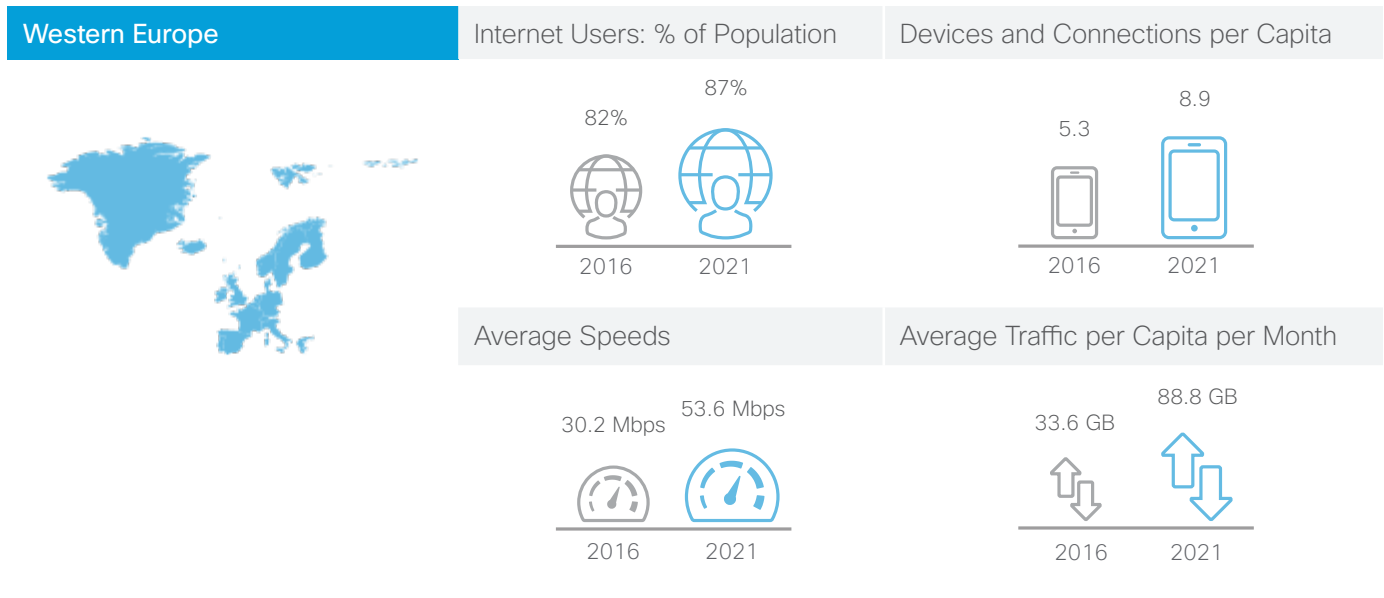 Western Europe
Internet Users: % of Population
Devices and Connections per Capita
82%
87%
2016
2021
5.3
8.9
2016
2021
Average Speeds
Average Traffic per Capita per Month
30.2 Mbps
53.6 Mbps
2016
2021
33.6 GB
88.8 GB
2016
2021